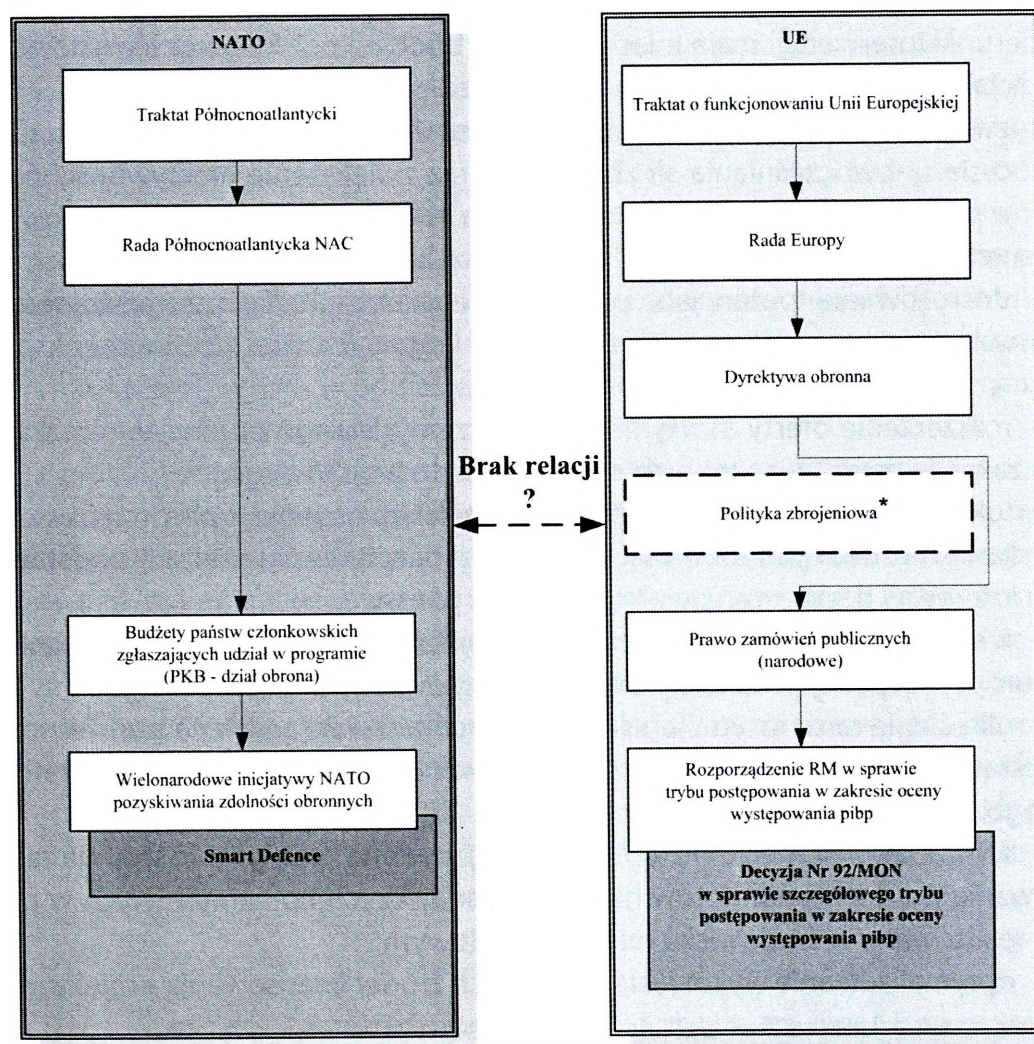 NATO
Traktat Północnoatlantycki
Rada Północnoatlantycka NAC
Budżety państw członkowskich
zgłaszających udział w programie
(PKB - dział obrona)
Wielonarodowe inicjatywy NATO
pozyskiwania zdolności obronnych
Smart Defence
Brak relacji
?
UE
Traktat o funkcjonowaniu Unii Europejskiej
Rada Europy
Dyrektywa obronna
Polityka zbrojeniowa*
Prawo zamówień publicznych
(narodowe)
Rozporządzenie RM w sprawie
trybu postępowania w zakresie oceny
występowania pibp
Decyzja Nr 92/MON
w sprawie szczegółowego trybu
postępowania w zakresie oceny
występowania pibp